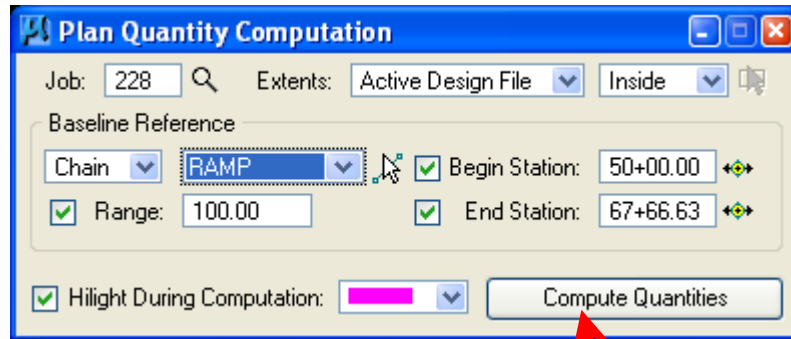 Plan Quantity Computation
Job: 228 Extents: Active Design File Inside
Baseline Reference
Chain RAMP Begin Station: 50+00.00
Range: 100.00 End Station: 67+66.63
Hilight During Computation: Compute Quantities